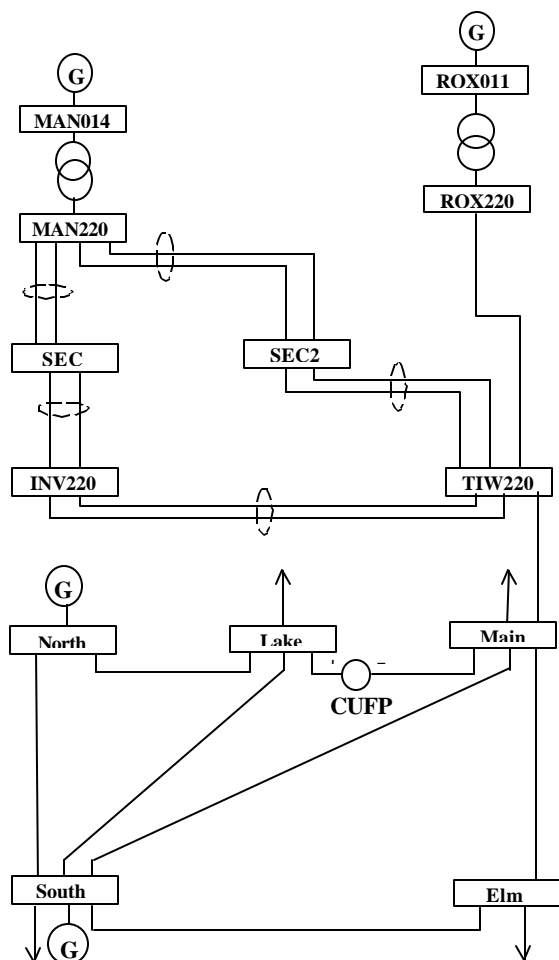 G
G
ROX011
MAN014
ROX220
MAN220
SEC
SEC2
INV220
TIW220
G
North
Lake
Main
+ −
CUFP
South
Elm
G